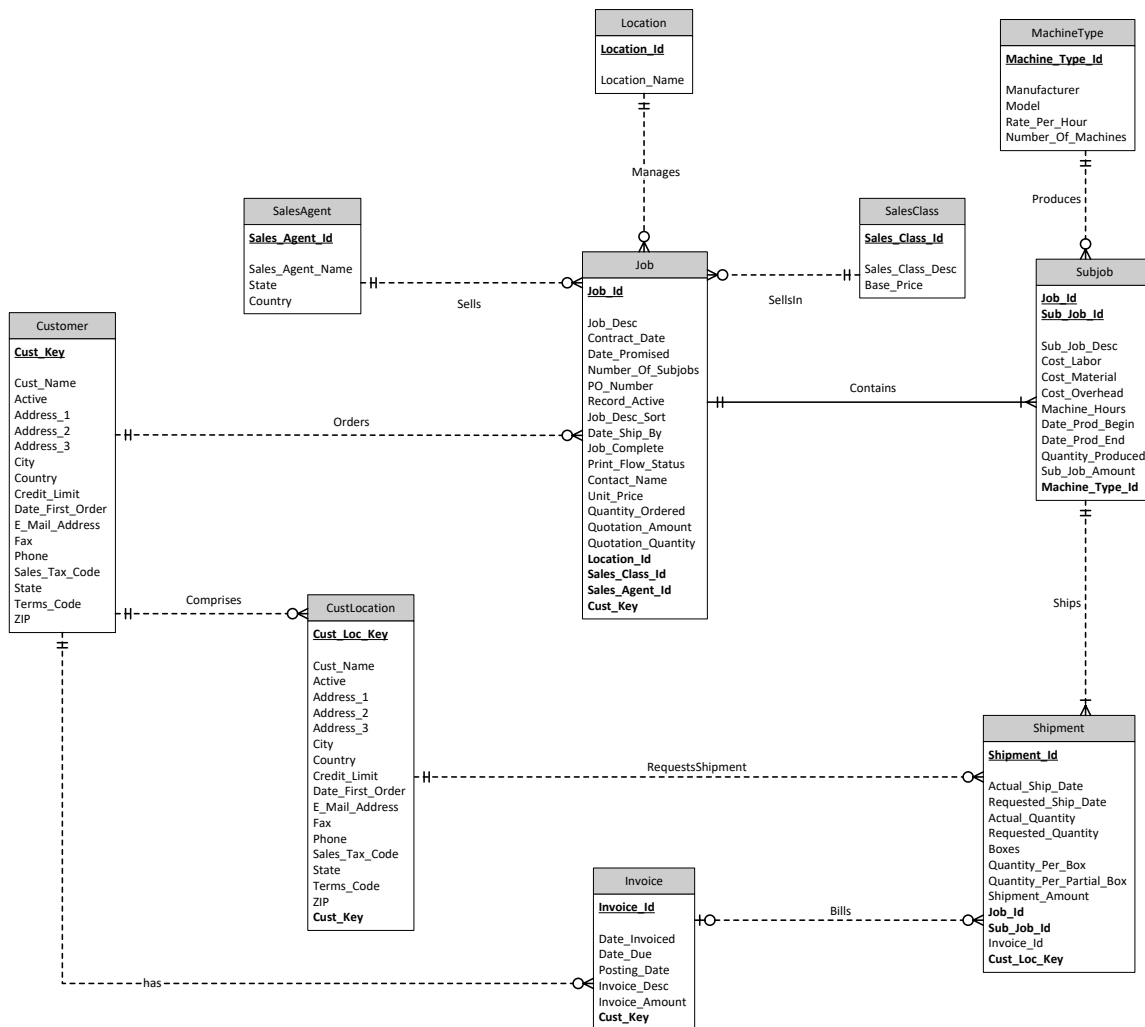 Location
Location_Id
Location_Name
MachineType
Machine_Type_Id
Manufacturer
Model
Rate_Per_Hour
Number_Of_Machines
Manages
Produces
SalesAgent
Sales_Agent_Id
Sales_Agent_Name
State
Country
Sells
SalesClass
Sales_Class_Id
Sales_Class_Desc
Base_Price
SellsIn
Job
Job_Id
Job_Desc
Contract_Date
Date_Promised
Number_Of_Subjobs
PO_Number
Record_Active
Job_Desc_Sort
Date_Ship_By
Job_Complete
Print_Flow_Status
Contact_Name
Unit_Price
Quantity_Ordered
Quotation_Amount
Quotation_Quantity
Location_Id
Sales_Class_Id
Sales_Agent_Id
Cust_Key
Subjob
Job_Id
Sub_Job_Id
Sub_Job_Desc
Cost_Labor
Cost_Material
Cost_Overhead
Machine_Hours
Date_Prod_Begin
Date_Prod_End
Quantity_Produced
Sub_Job_Amount
Machine_Type_Id
Contains
Customer
Cust_Key
Cust_Name
Active
Address_1
Address_2
Address_3
City
Country
Credit_Limit
Date_First_Order
E_Mail_Address
Fax
Phone
Sales_Tax_Code
State
Terms_Code
ZIP
Orders
Comprises
Ships
CustLocation
Cust_Loc_Key
Cust_Name
Active
Address_1
Address_2
Address_3
City
Country
Credit_Limit
Date_First_Order
E_Mail_Address
Fax
Phone
Sales_Tax_Code
State
Terms_Code
ZIP
Cust_Key
RequestsShipment
Shipment
Shipment_Id
Actual_Ship_Date
Requested_Ship_Date
Actual_Quantity
Requested_Quantity
Boxes
Quantity_Per_Box
Quantity_Per_Partial_Box
Shipment_Amount
Job_Id
Sub_Job_Id
Invoice_Id
Cust_Loc_Key
Invoice
Invoice_Id
Date_Invoiced
Date_Due
Posting_Date
Invoice_Desc
Invoice_Amount
Cust_Key
Bills
has